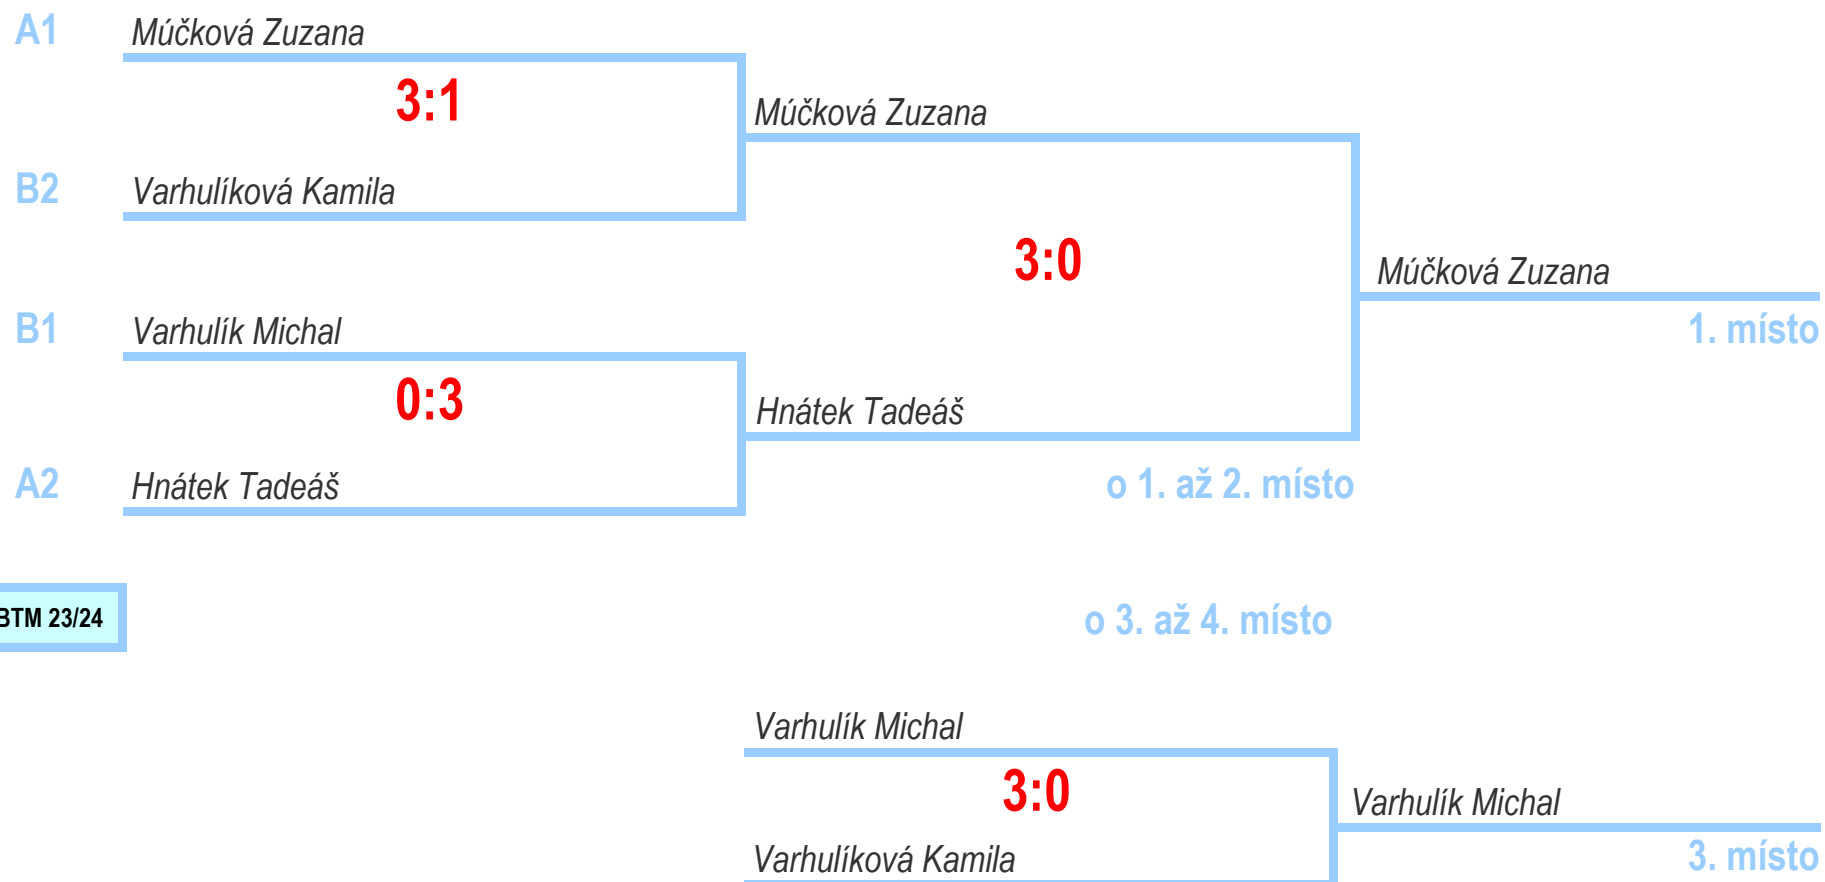 A1 Múčková Zuzana
3:1
Múčková Zuzana
B2 Varhulíková Kamila
3:0
Múčková Zuzana
B1 Varhulík Michal
1. místo
0:3
Hnátek Tadeáš
A2 Hnátek Tadeáš
o 1. až 2. místo
BTM 23/24
o 3. až 4. místo
Varhulík Michal
3:0
Varhulík Michal
Varhulíková Kamila
3. místo